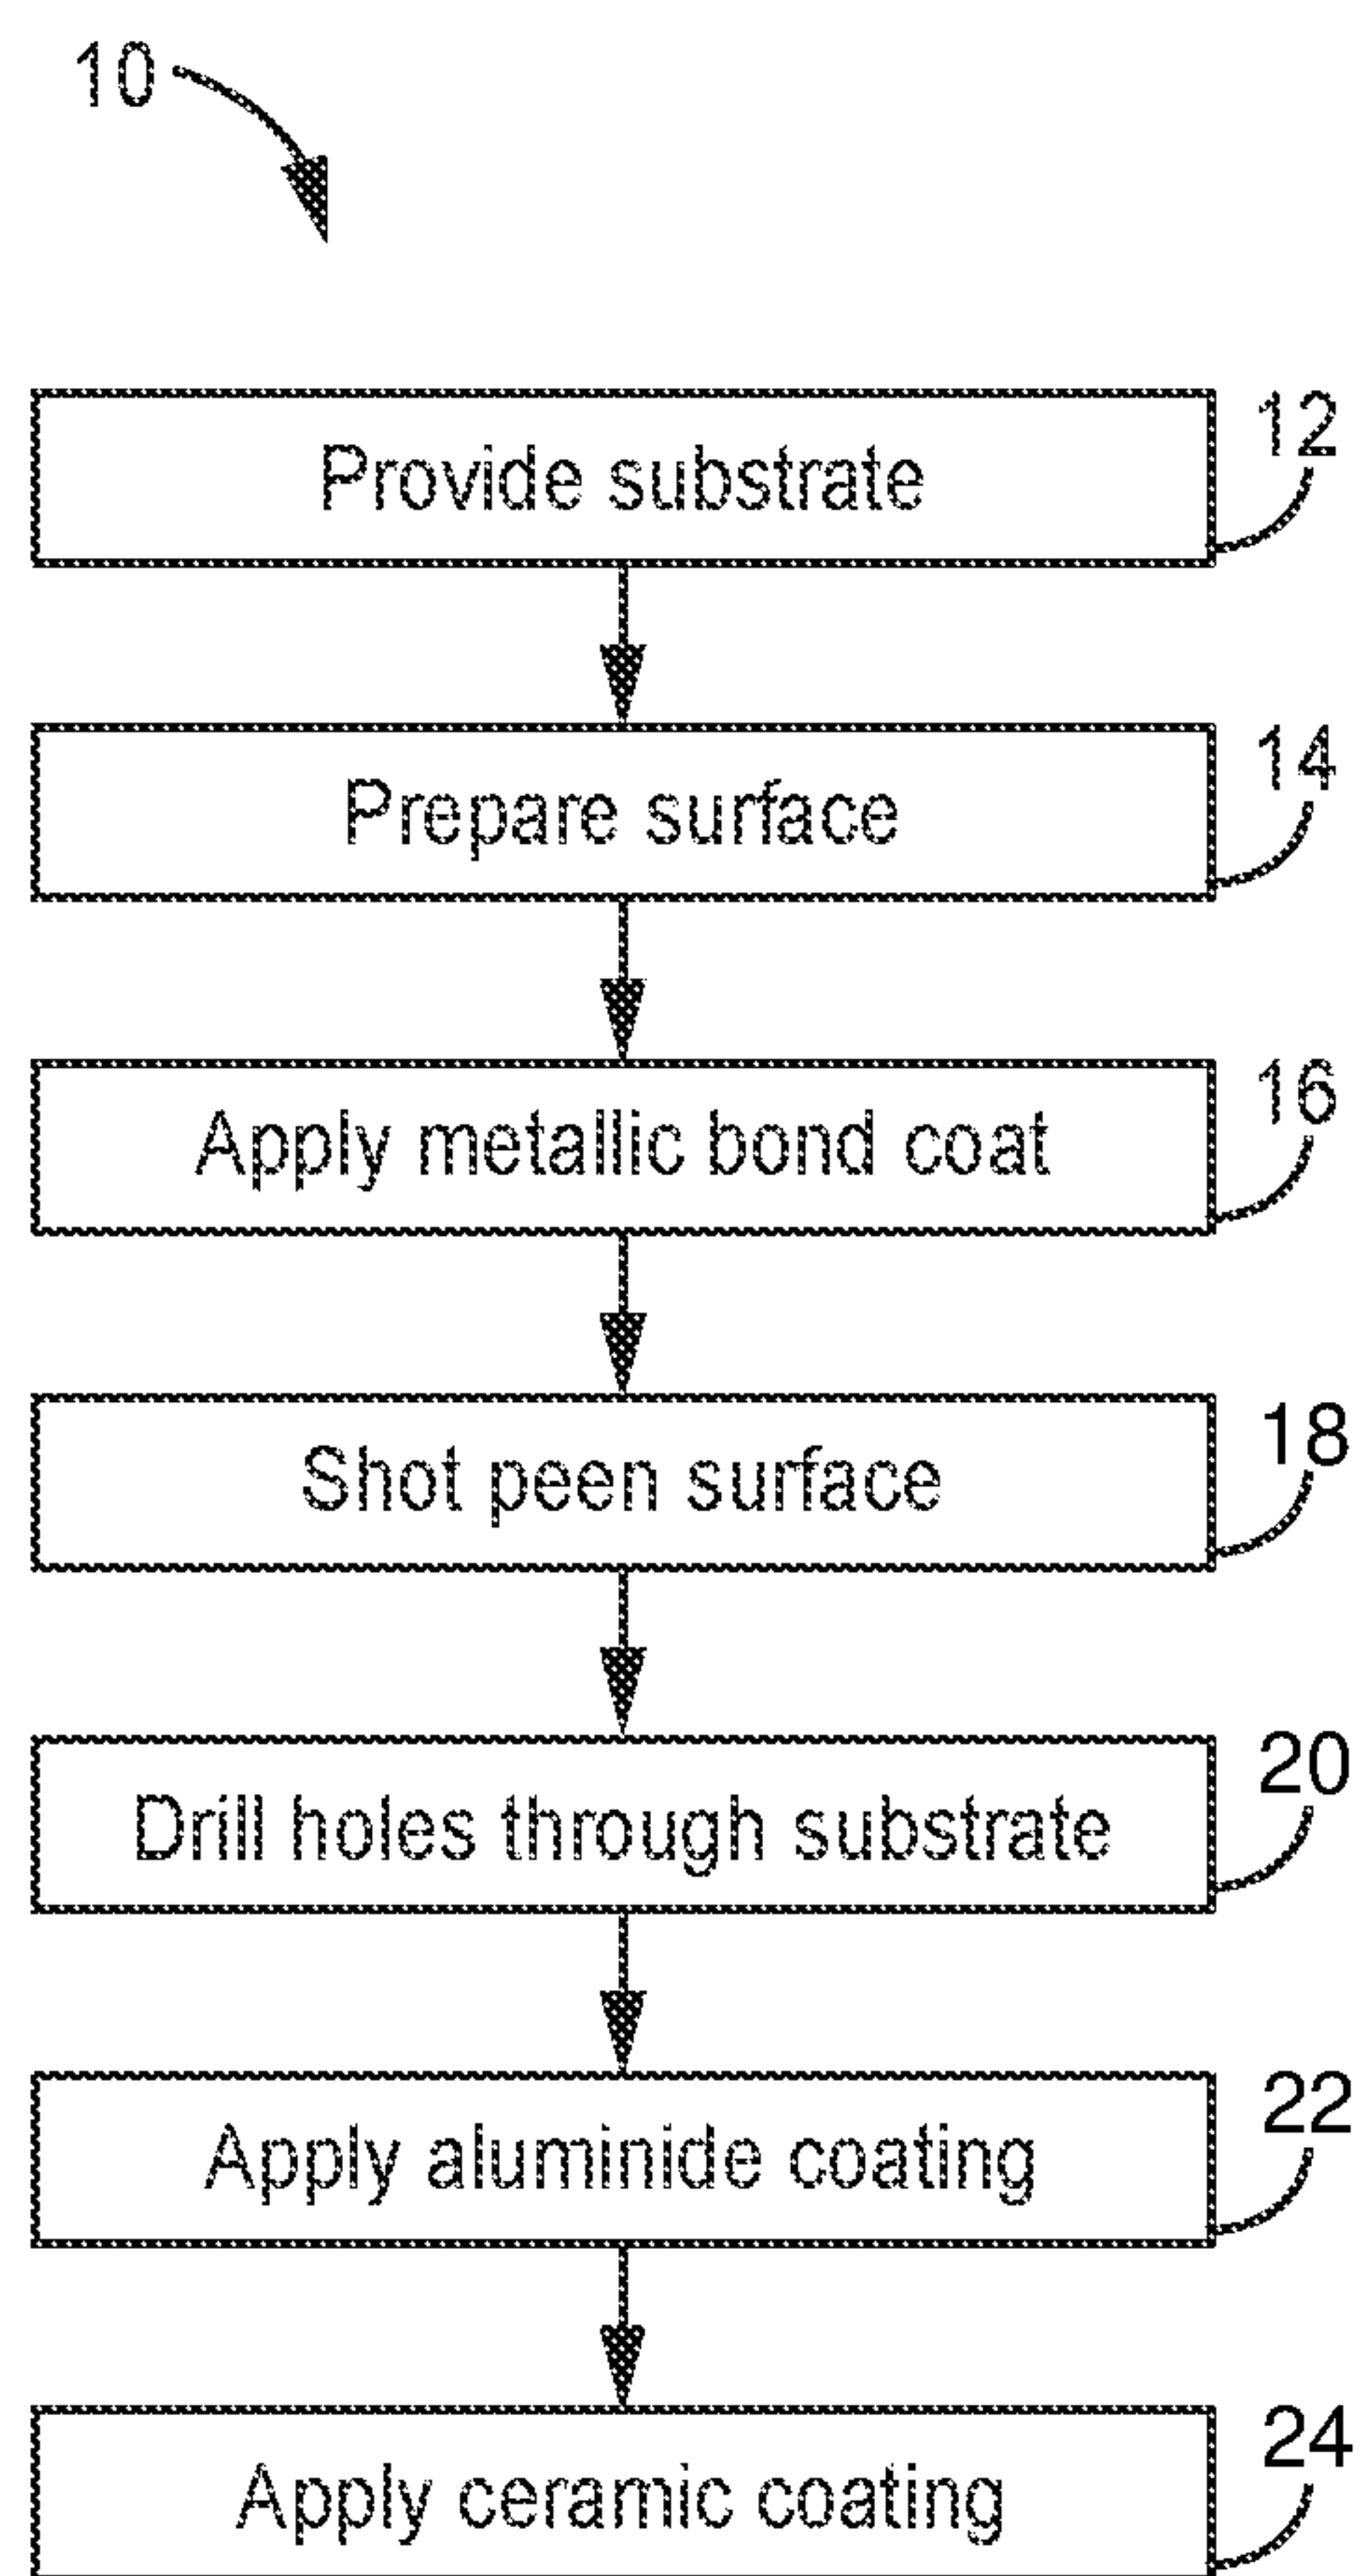 10
Provide substrate
12
Prepare surface
14
Apply metallic bond coat
16
Shot peen surface
18
Drill holes through substrate
20
Apply aluminide coating
22
Apply ceramic coating
24